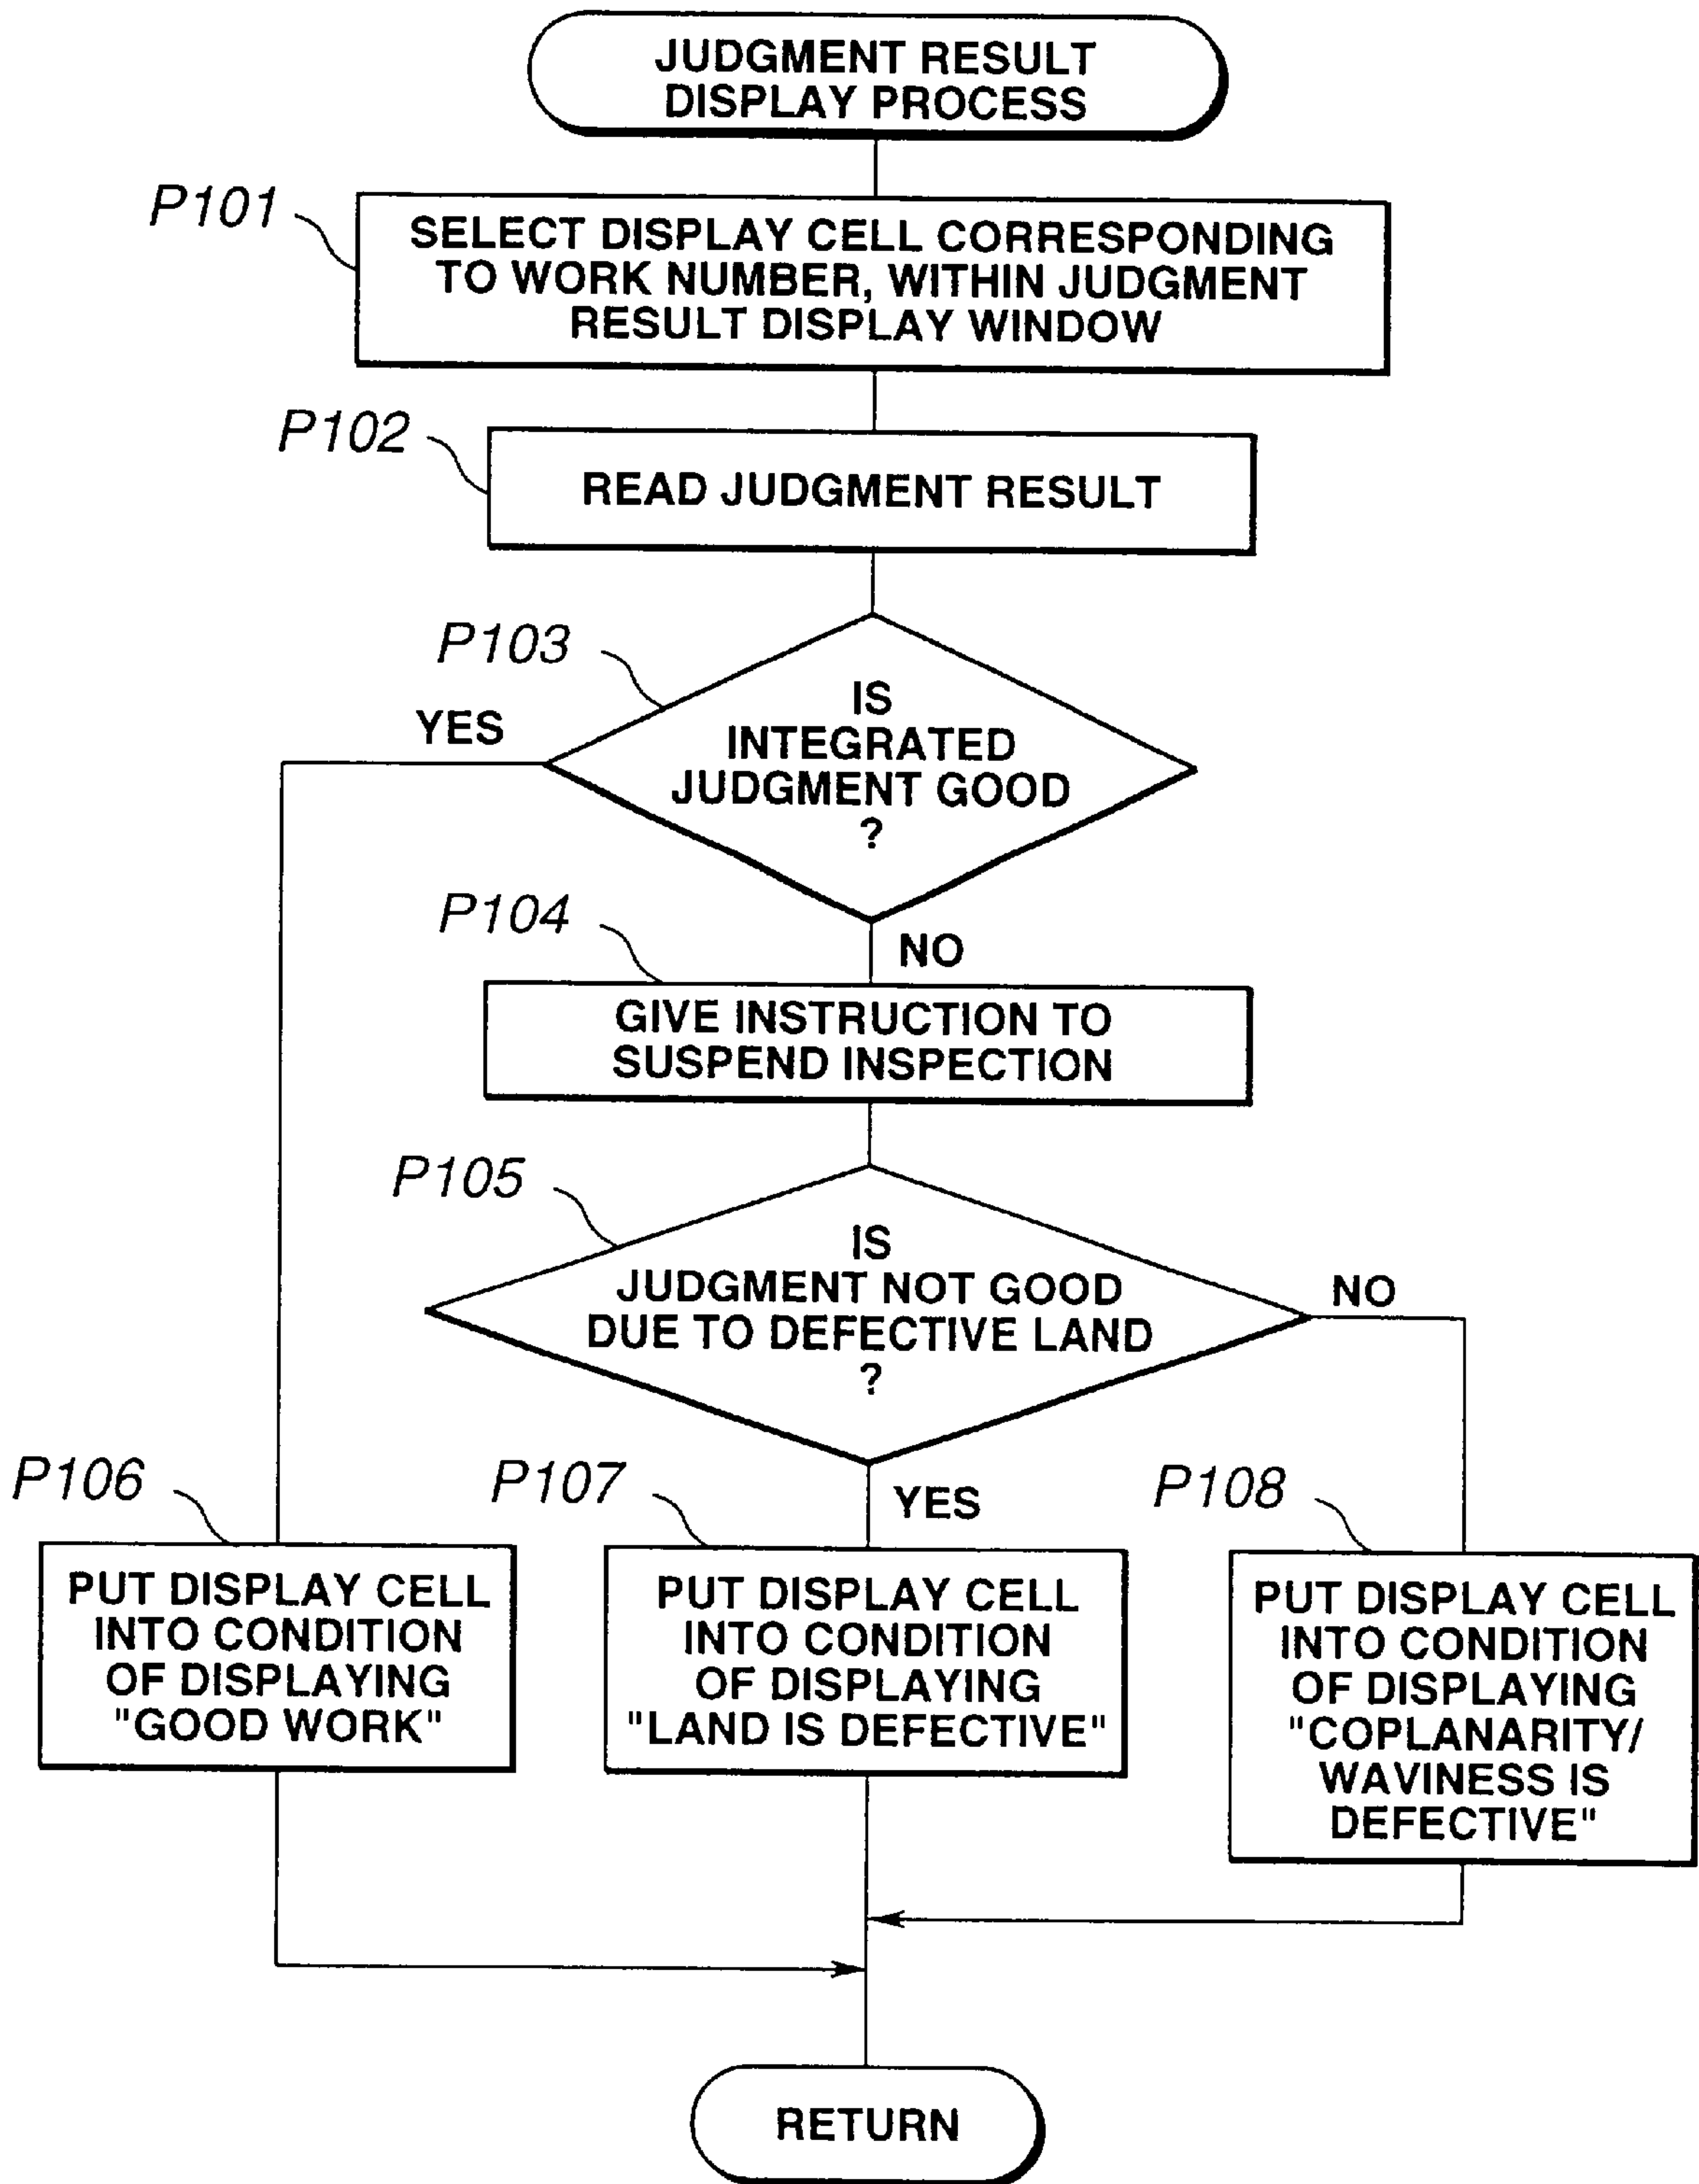 JUDGMENT RESULT
DISPLAY PROCESS
P101
SELECT DISPLAY CELL CORRESPONDING
TO WORK NUMBER, WITHIN JUDGMENT
RESULT DISPLAY WINDOW
P102
READ JUDGMENT RESULT
P103
YES
IS
INTEGRATED
JUDGMENT GOOD
?
P104
NO
GIVE INSTRUCTION TO
SUSPEND INSPECTION
P105
IS
JUDGMENT NOT GOOD
DUE TO DEFECTIVE LAND
?
NO
P106
PUT DISPLAY CELL
INTO CONDITION
OF DISPLAYING
"GOOD WORK"
P107
YES
PUT DISPLAY CELL
INTO CONDITION
OF DISPLAYING
"LAND IS DEFECTIVE"
P108
PUT DISPLAY CELL
INTO CONDITION
OF DISPLAYING
"COPLANARITY/
WAVINESS IS
DEFECTIVE"
RETURN